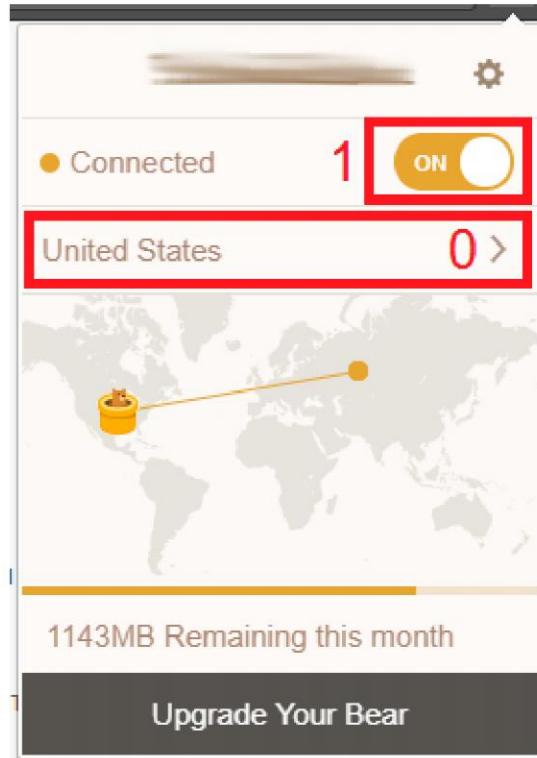 Connected 1 ON
United States 0 >
1143MB Remaining this month
Upgrade Your Bear